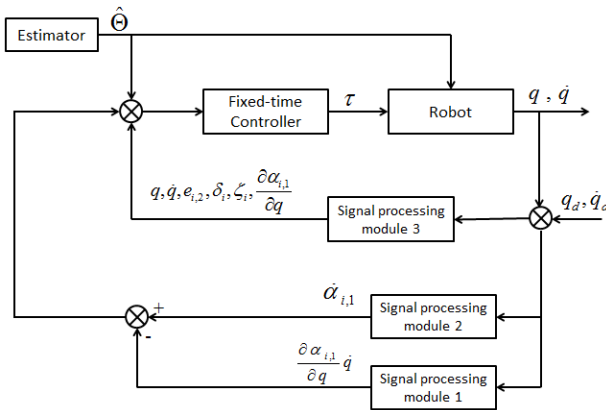 Estimator
Θ̂
Fixed-time
Controller
τ
Robot
q , q̇
q, q̇, e_{i,2}, δ_i, ζ_i, ∂α_{i,1}/∂q
Signal processing
module 3
q_d, q̇_d
+
-
α̇_{i,1}
Signal processing
module 2
∂α_{i,1}/∂q q̇
Signal processing
module 1